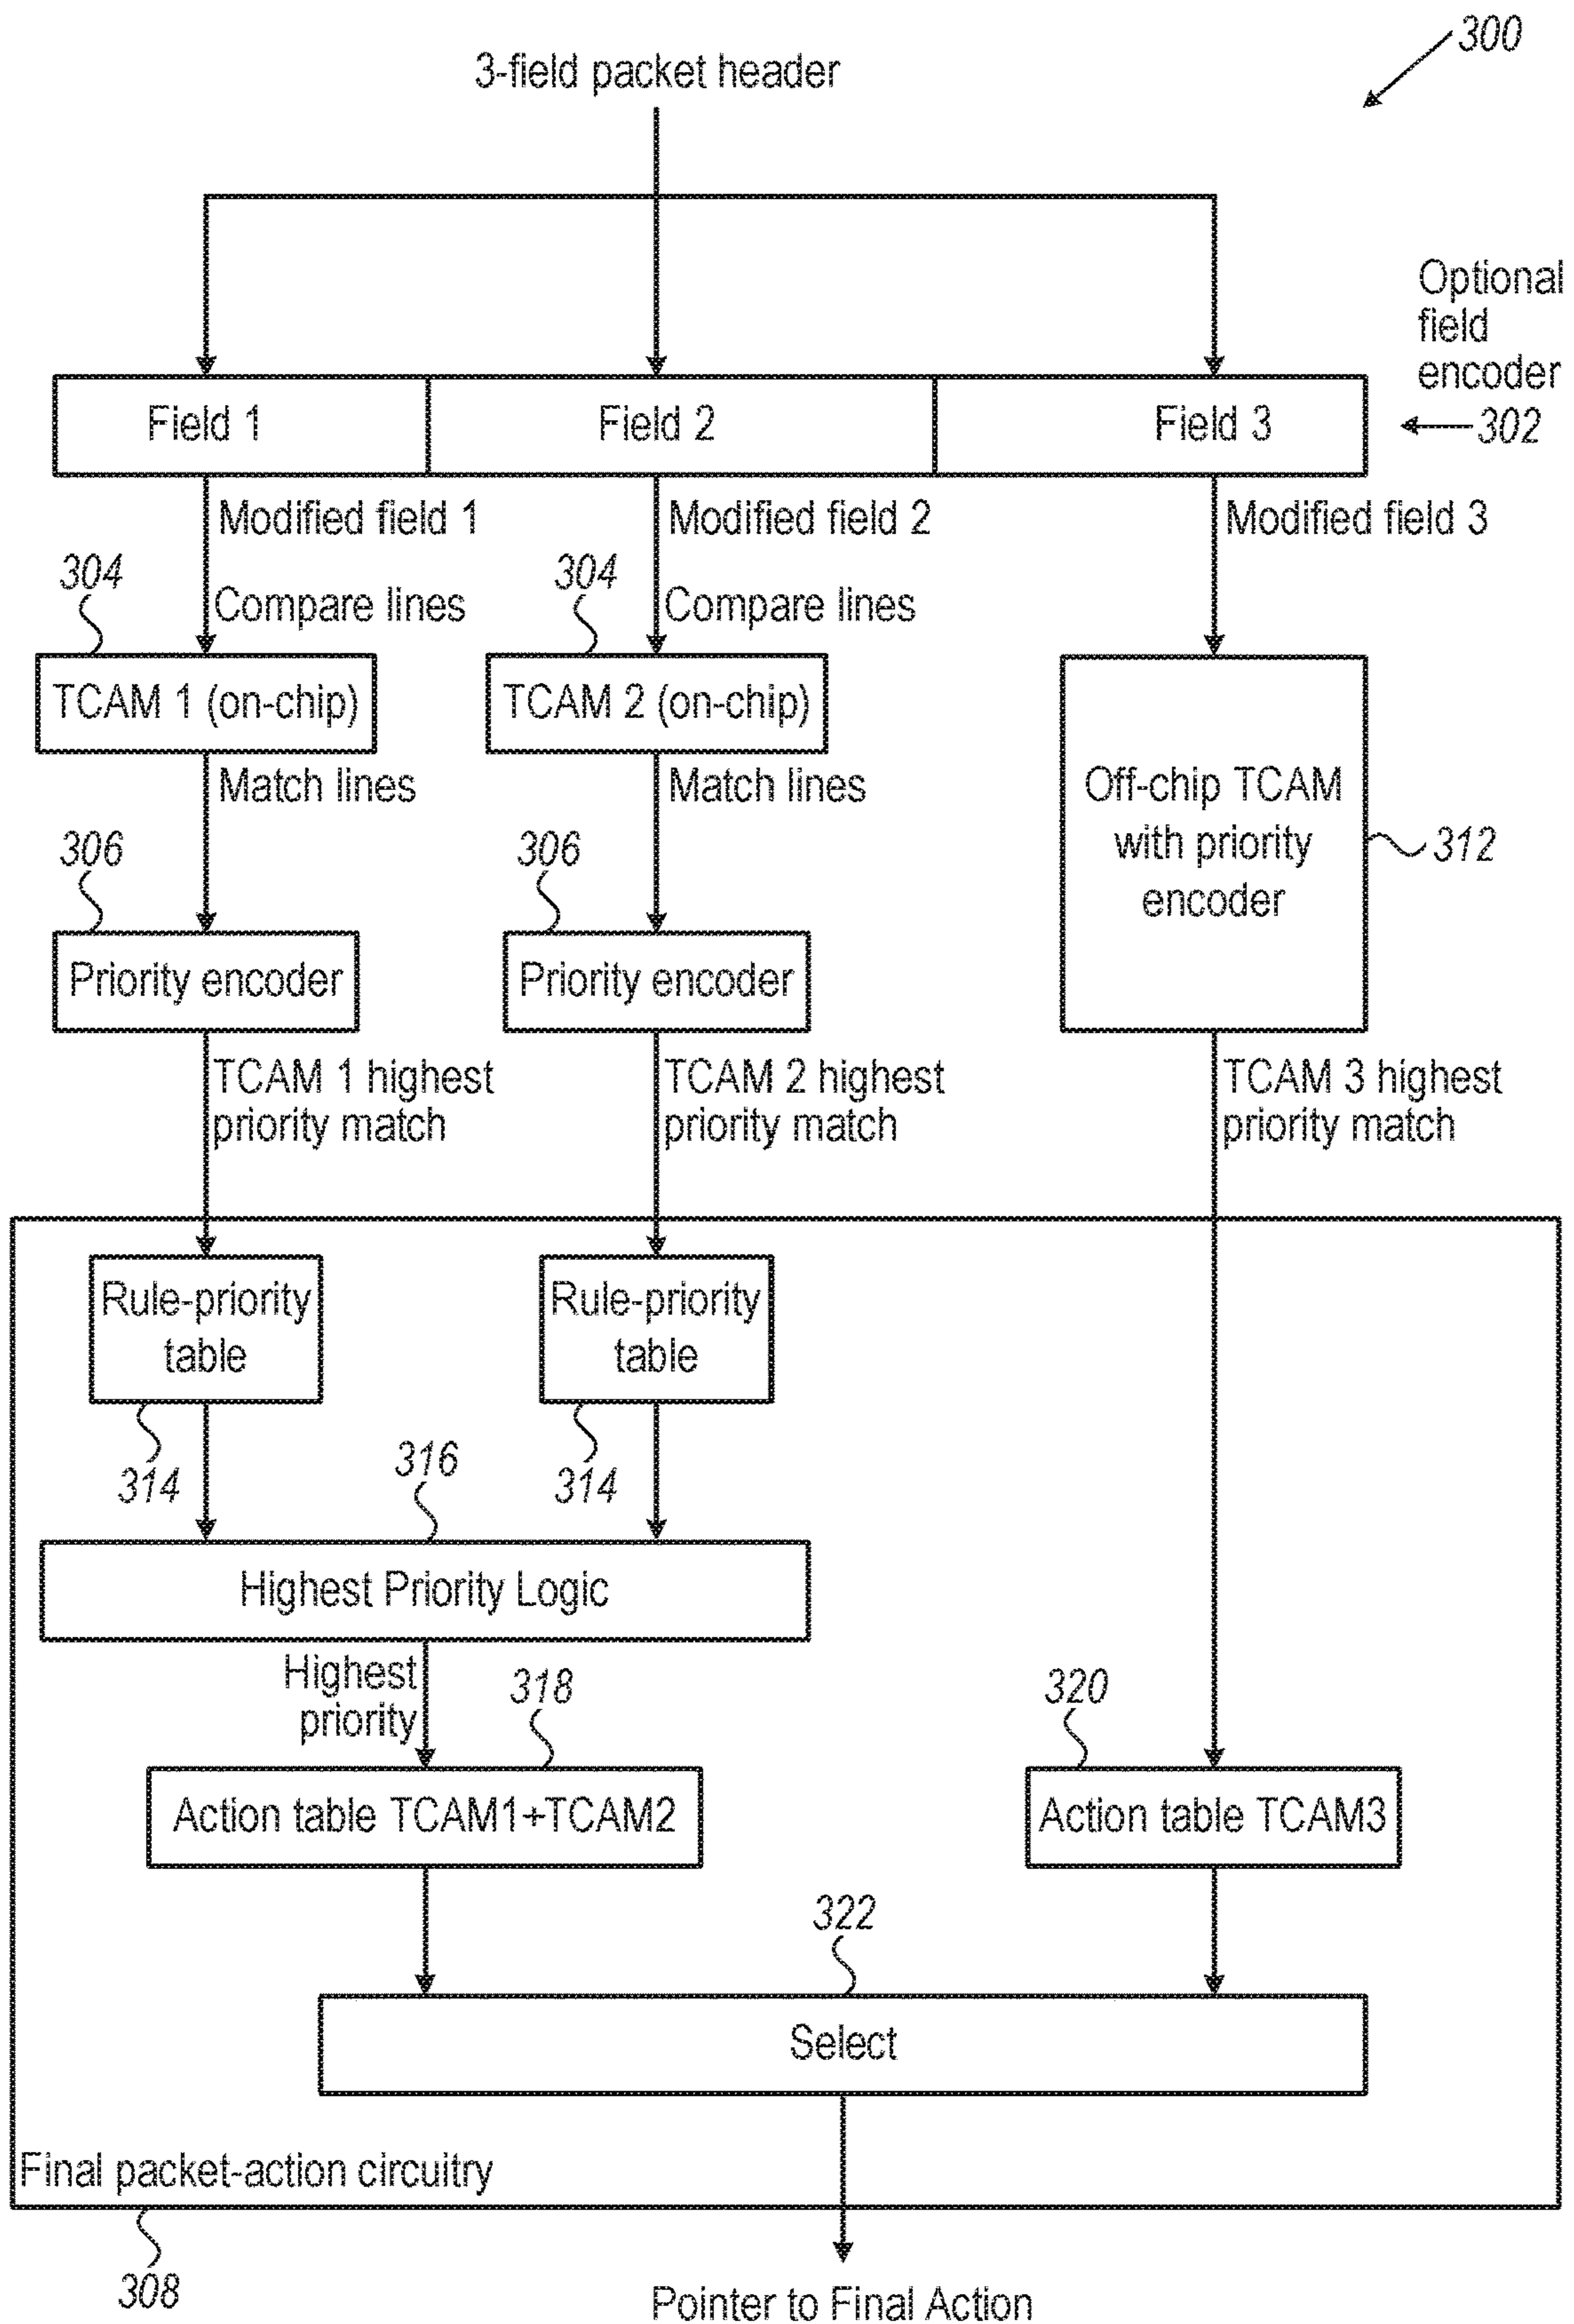 300
3-field packet header
Optional
field
encoder
302
Field 1
Field 2
Field 3
Modified field 1
Modified field 2
Modified field 3
304
304
Compare lines
Compare lines
TCAM 1 (on-chip)
TCAM 2 (on-chip)
Off-chip TCAM
with priority
encoder
312
Match lines
Match lines
306
306
Priority encoder
Priority encoder
TCAM 1 highest
priority match
TCAM 2 highest
priority match
TCAM 3 highest
priority match
Rule-priority
table
Rule-priority
table
314
316
314
Highest Priority Logic
Highest
priority
318
320
Action table TCAM1+TCAM2
Action table TCAM3
322
Select
Final packet-action circuitry
308
Pointer to Final Action